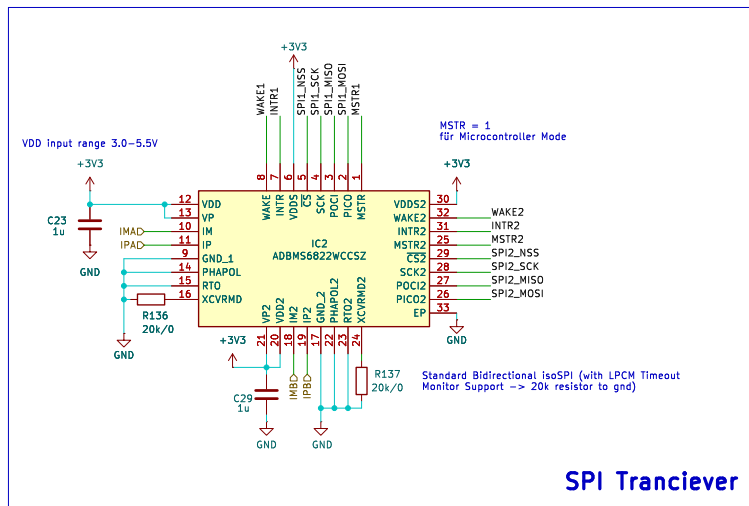 +3V3
WAKE1
INTR1
SPI1_NSS
SPI1_SCK
SPI1_MISO
SPI1_MOSI
MSTR1
MSTR = 1
für Microcontroller Mode
VDD input range 3.0-5.5V
+3V3
+3V3
8 7 6 5 4 3 2 1
WAKE
INTR
VDDS
CS
SCK
POCI
PICO
MSTR
C23
1u
GND
IMA
IPA
12 VDD
13 VP
10 IM
11 IP
9 GND_1
14 PHAPOL
15 RTO
16 XCVRMD
IC2
ADBMS6822WCCSZ
VDDS2 30
WAKE2 32 WAKE2
INTR2 31 INTR2
MSTR2 25 MSTR2
CS2 29 SPI2_NSS
SCK2 28 SPI2_SCK
POCI2 27 SPI2_MISO
PICO2 26 SPI2_MOSI
EP 33
GND
R136
20k/0
GND
VP2
VDD2
IM2
IP2
GND_2
PHAPOL2
RTO2
XCVRMD2
21 20 18 19 17 22 23 24
+3V3
IMB
IPB
C29
1u
GND
GND
R137
20k/0
Standard Bidirectional isoSPI (with LPCM Timeout
Monitor Support -> 20k resistor to gnd)
SPI Tranciever